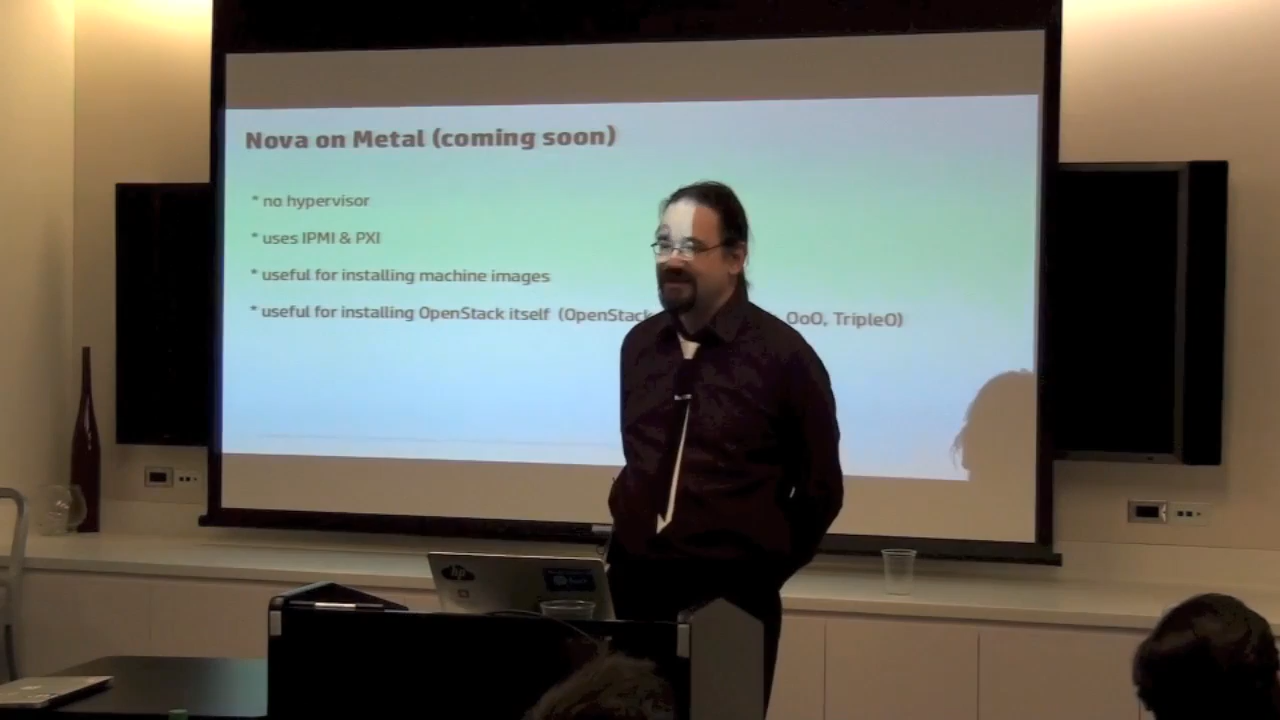 Nova on Metal (coming soon)
* no hypervisor
* uses IPMI & PXI
* useful for installing machine images
* useful for installing OpenStack itself (OpenStack OoO, TripleO)
hp